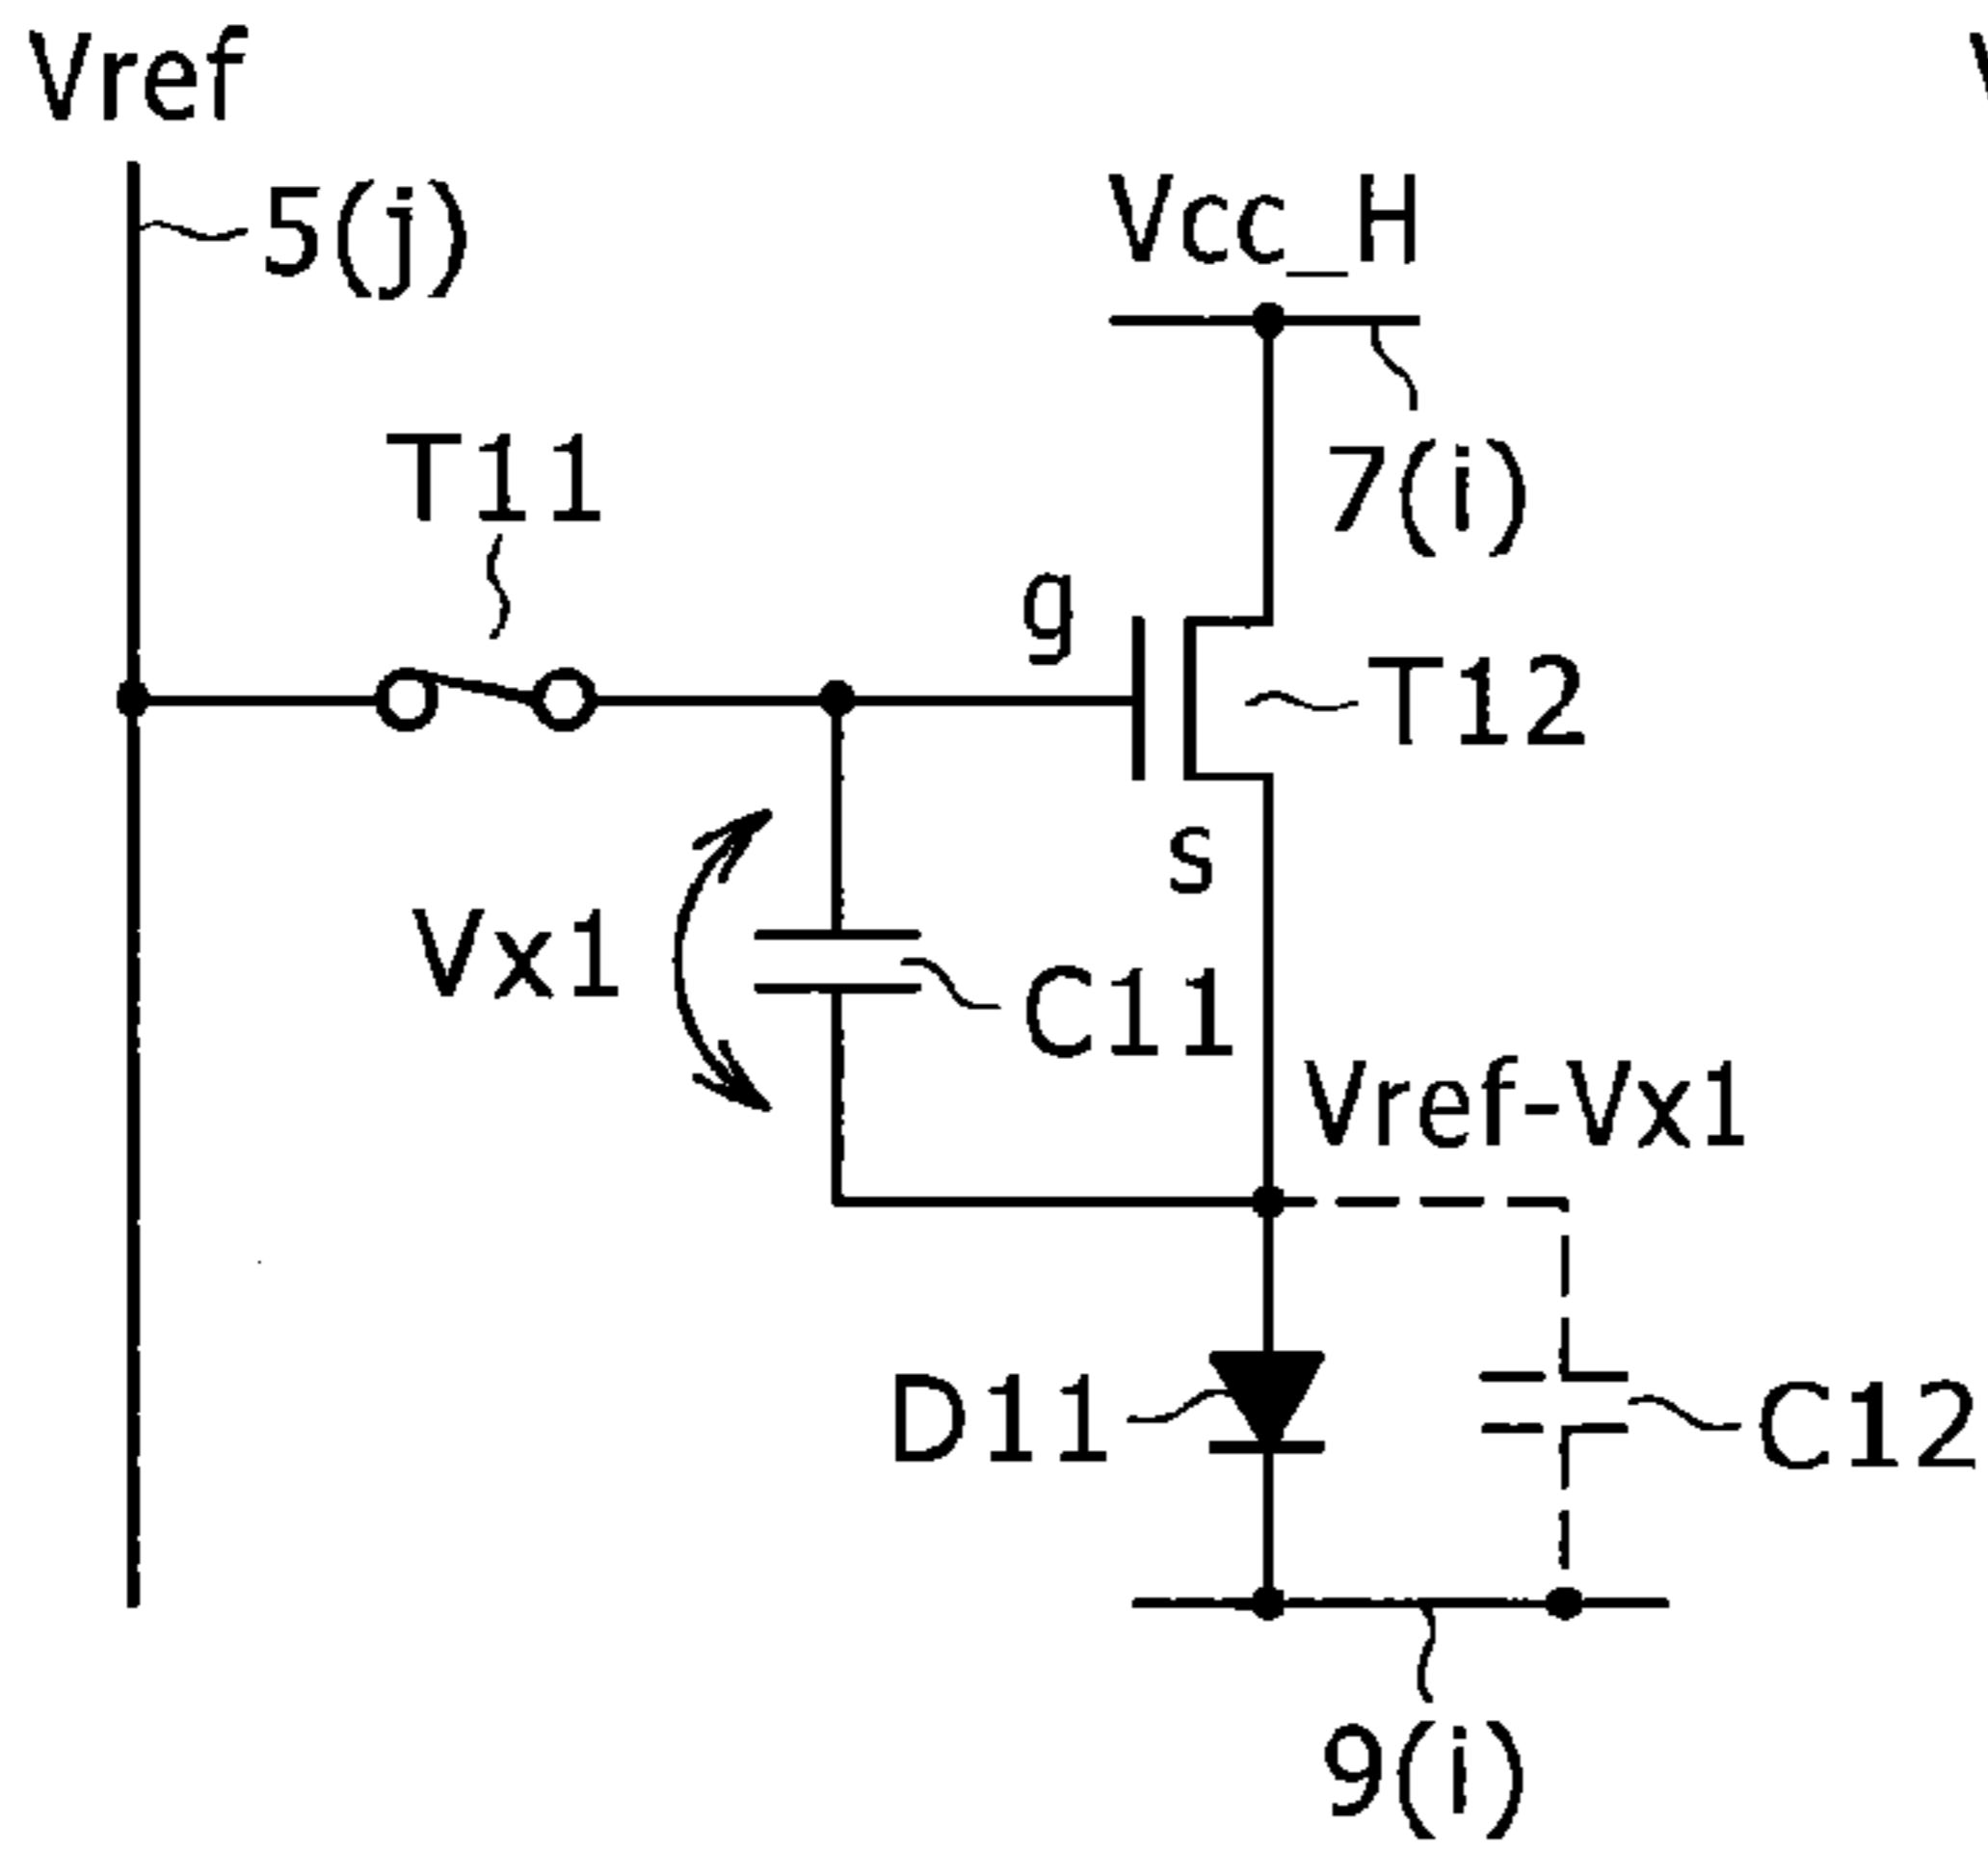 Vref
5(j)
Vcc_H
7(i)
T11
g
T12
s
Vx1
C11
Vref-Vx1
D11
C12
9(i)